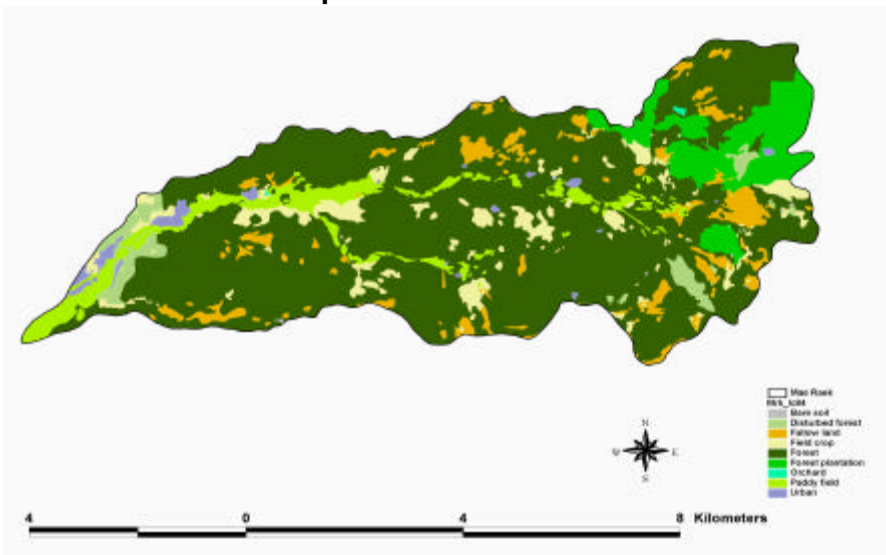 N
W E
S
Mae Raek
Bare soil
Disturbed forest
Fallow land
Field crop
Forest
Forest plantation
Orchard
Paddy field
Urban
4 0 4 8 Kilometers